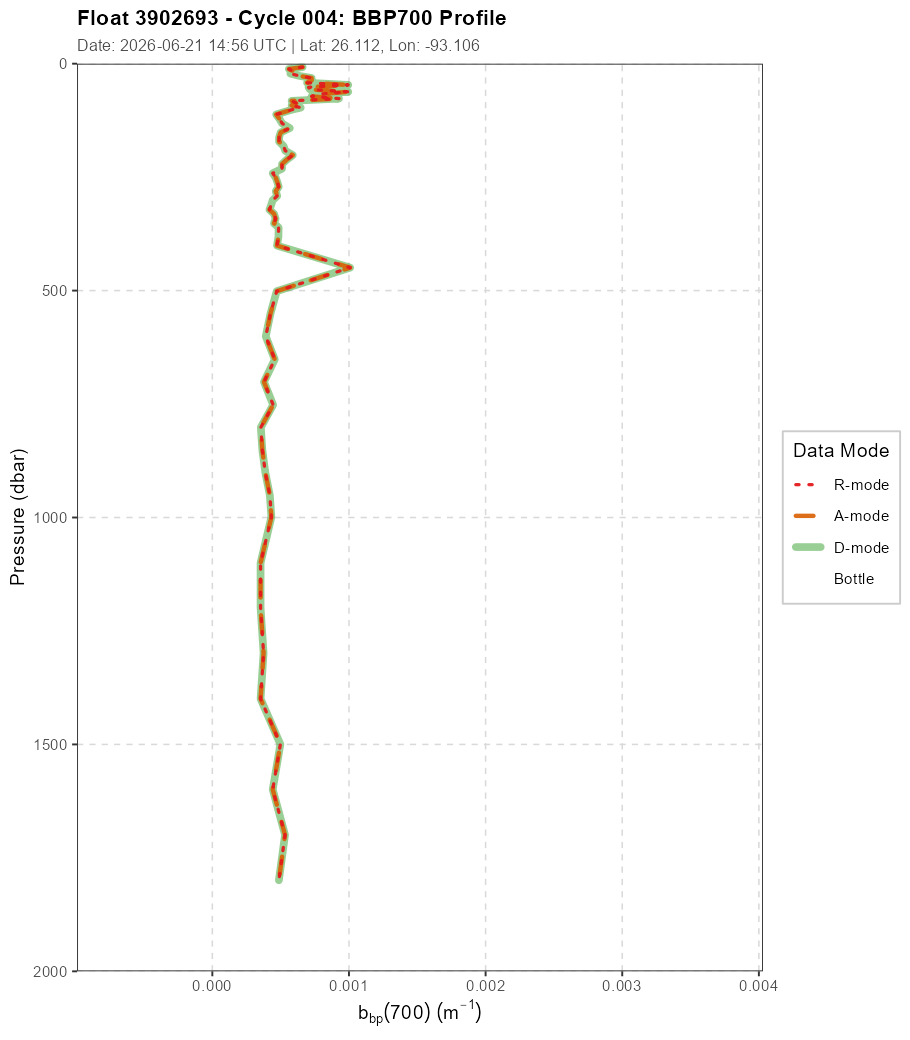 Float 3902693 - Cycle 004: BBP700 Profile
Date: 2026-06-21 14:56 UTC | Lat: 26.112, Lon: -93.106
0
500
1000
1500
2000
Pressure (dbar)
0.000
0.001
0.002
0.003
0.004
b_bp(700) (m⁻¹)
Data Mode
R-mode
A-mode
D-mode
Bottle